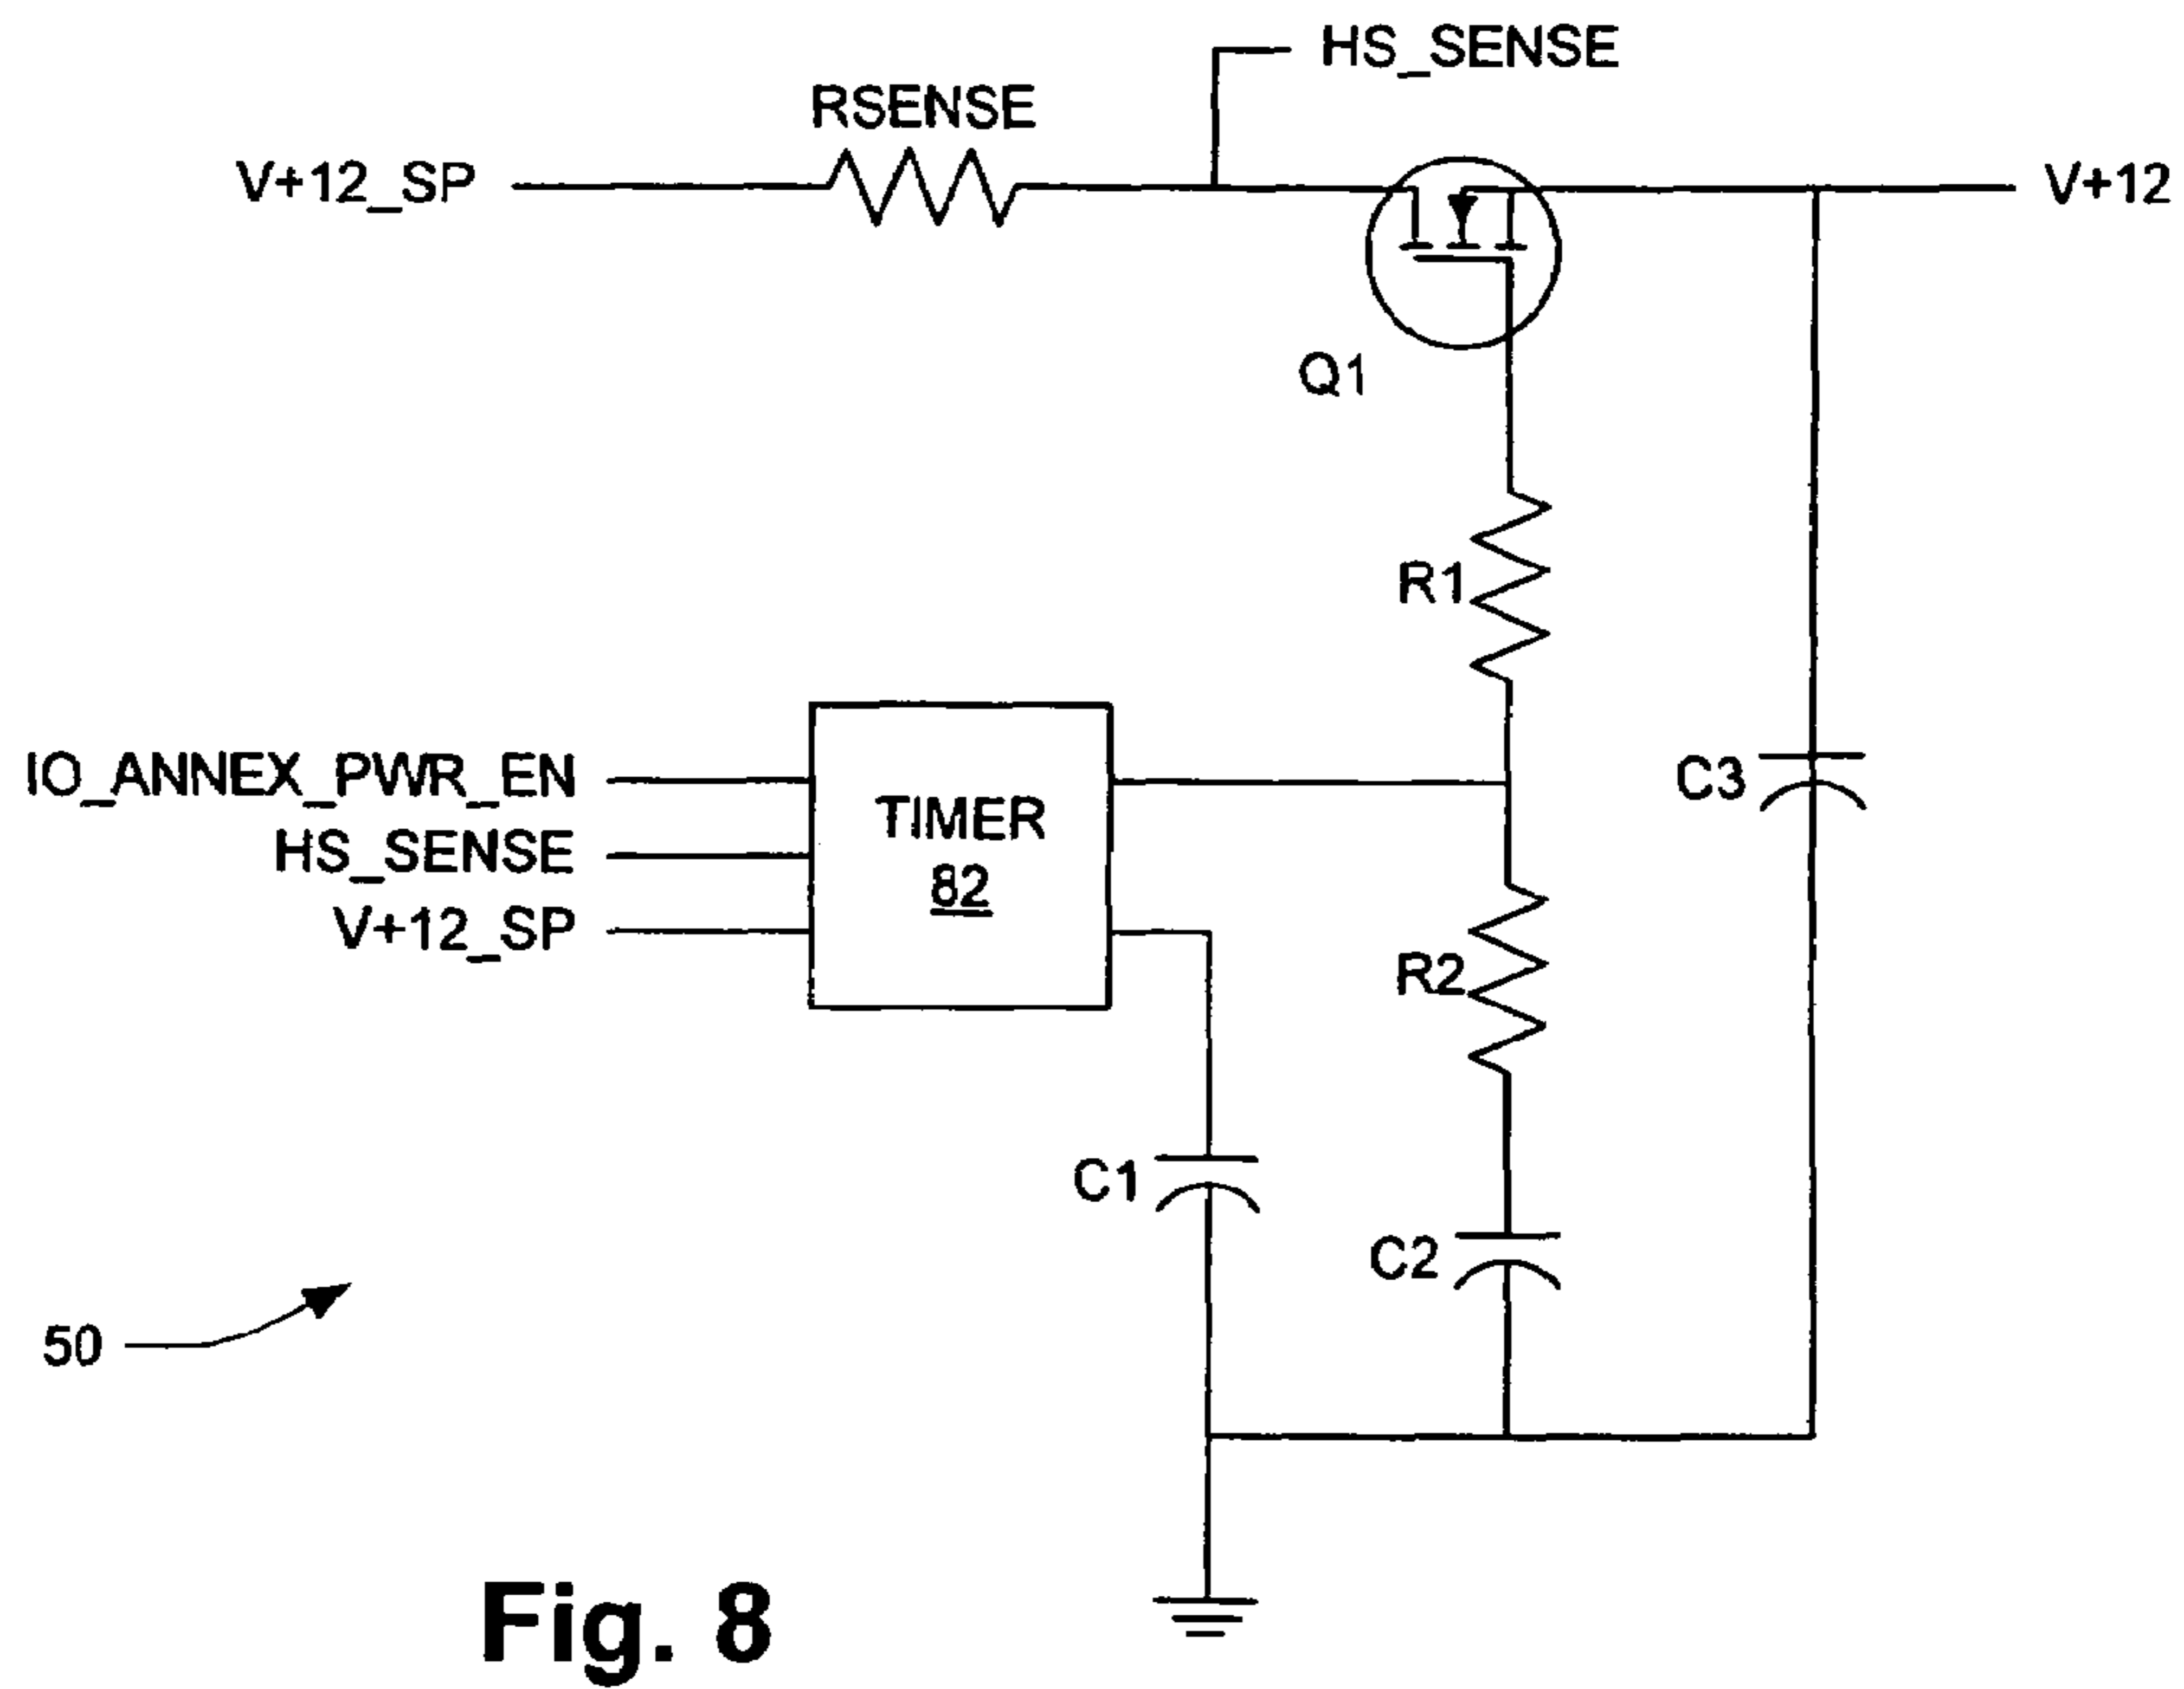 HS_SENSE
RSENSE
V+12_SP
V+12
Q1
R1
IO_ANNEX_PWR_EN
HS_SENSE
V+12_SP
TIMER
82
C3
R2
C1
C2
50
Fig. 8